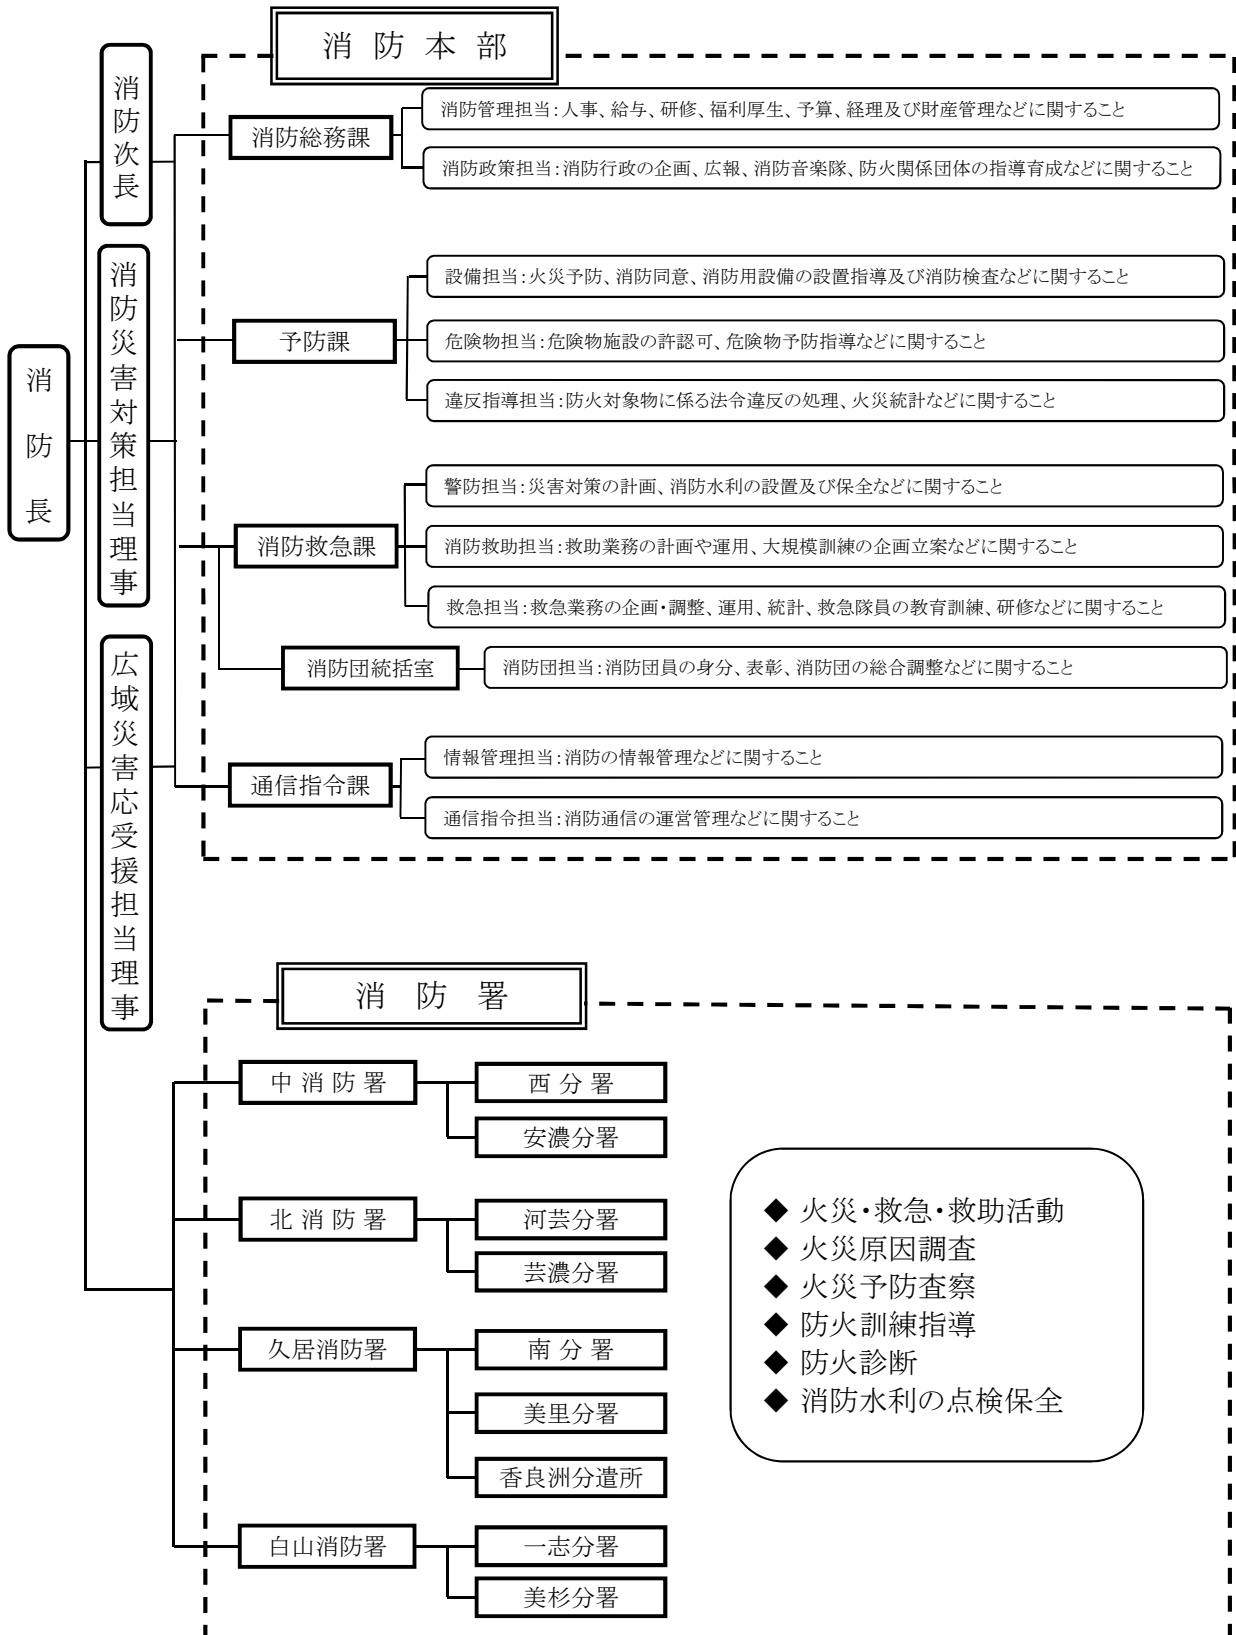 消防本部
消防長
消防次長
消防災害対策担当理事
広域災害応受援担当理事
消防総務課
消防管理担当:人事、給与、研修、福利厚生、予算、経理及び財産管理などに関すること
消防政策担当:消防行政の企画、広報、消防音楽隊、防火関係団体の指導育成などに関すること
予防課
設備担当:火災予防、消防同意、消防用設備の設置指導及び消防検査などに関すること
危険物担当:危険物施設の許認可、危険物予防指導などに関すること
違反指導担当:防火対象物に係る法令違反の処理、火災統計などに関すること
消防救急課
警防担当:災害対策の計画、消防水利の設置及び保全などに関すること
消防救助担当:救助業務の計画や運用、大規模訓練の企画立案などに関すること
救急担当:救急業務の企画・調整、運用、統計、救急隊員の教育訓練、研修などに関すること
消防団統括室
消防団担当:消防団員の身分、表彰、消防団の総合調整などに関すること
通信指令課
情報管理担当:消防の情報管理などに関すること
通信指令担当:消防通信の運営管理などに関すること
消防署
中消防署
西分署
安濃分署
北消防署
河芸分署
芸濃分署
久居消防署
南分署
美里分署
香良洲分遣所
白山消防署
一志分署
美杉分署
◆ 火災・救急・救助活動
◆ 火災原因調査
◆ 火災予防査察
◆ 防火訓練指導
◆ 防火診断
◆ 消防水利の点検保全